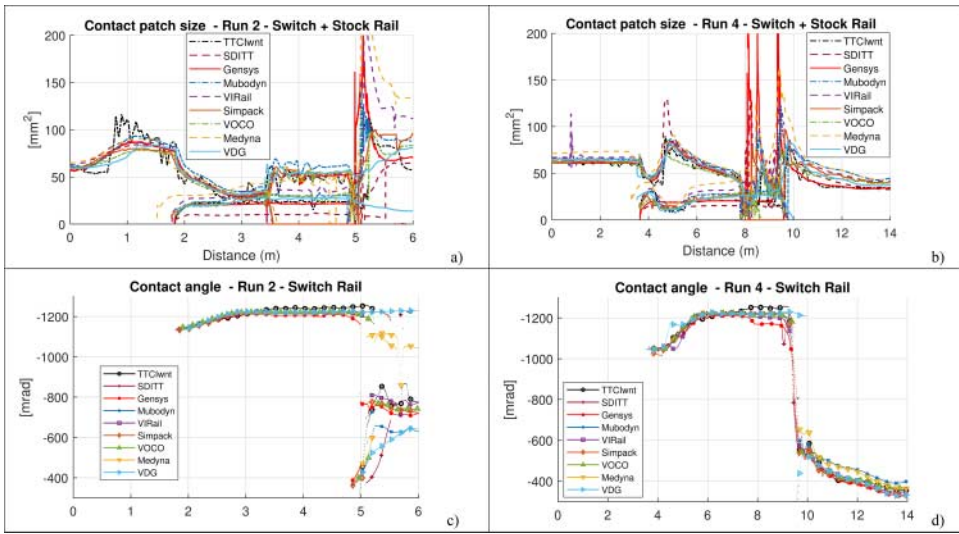 Contact patch size - Run 2 - Switch + Stock Rail
200
150
100
50
0
[mm²]
TTCIwnt
SDITT
Gensys
Mubodyn
VIRail
Simpack
VOCO
Medyna
VDG
0 1 2 3 4 5 6
Distance (m)
a)
Contact patch size - Run 4 - Switch + Stock Rail
200
150
100
50
0
[mm²]
TTCIwnt
SDITT
Gensys
Mubodyn
VIRail
Simpack
VOCO
Medyna
VDG
0 2 4 6 8 10 12 14
Distance (m)
b)
Contact angle - Run 2 - Switch Rail
-1200
-1000
-800
-600
-400
[mrad]
TTCIwnt
SDITT
Gensys
Mubodyn
VIRail
Simpack
VOCO
Medyna
VDG
0 1 2 3 4 5 6
c)
Contact angle - Run 4 - Switch Rail
-1200
-1000
-800
-600
-400
[mrad]
TTCIwnt
SDITT
Gensys
Mubodyn
VIRail
Simpack
VOCO
Medyna
VDG
0 2 4 6 8 10 12 14
d)